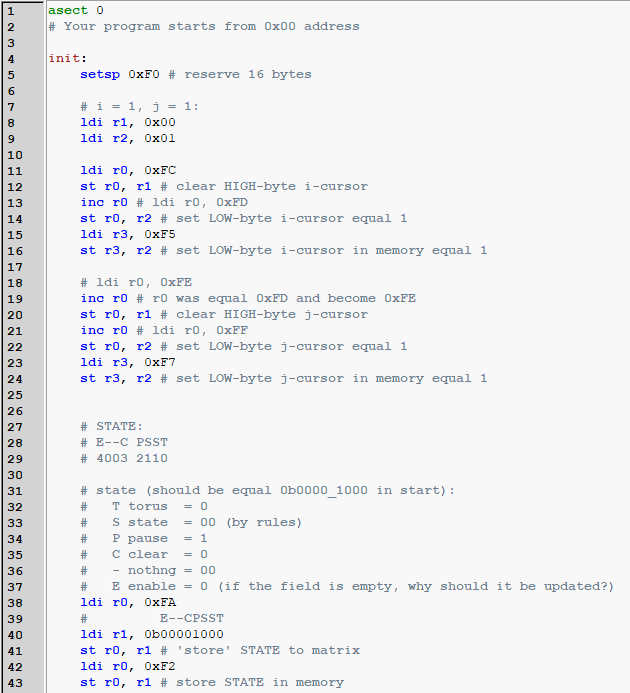 1 asect 0
2 # Your program starts from 0x00 address
3
4 init:
5 setsp 0xF0 # reserve 16 bytes
6
7 # i = 1, j = 1:
8 ldi r1, 0x00
9 ldi r2, 0x01
10
11 ldi r0, 0xFC
12 st r0, r1 # clear HIGH-byte i-cursor
13 inc r0 # ldi r0, 0xFD
14 st r0, r2 # set LOW-byte i-cursor equal 1
15 ldi r3, 0xF5
16 st r3, r2 # set LOW-byte i-cursor in memory equal 1
17
18 # ldi r0, 0xFE
19 inc r0 # r0 was equal 0xFD and become 0xFE
20 st r0, r1 # clear HIGH-byte j-cursor
21 inc r0 # ldi r0, 0xFF
22 st r0, r2 # set LOW-byte j-cursor equal 1
23 ldi r3, 0xF7
24 st r3, r2 # set LOW-byte j-cursor in memory equal 1
25
26
27 # STATE:
28 # E--C PSST
29 # 4003 2110
30
31 # state (should be equal 0b0000_1000 in start):
32 # T torus = 0
33 # S state = 00 (by rules)
34 # P pause = 1
35 # C clear = 0
36 # - nothng = 00
37 # E enable = 0 (if the field is empty, why should it be updated?)
38 ldi r0, 0xFA
39 # E--CPSST
40 ldi r1, 0b00001000
41 st r0, r1 # 'store' STATE to matrix
42 ldi r0, 0xF2
43 st r0, r1 # store STATE in memory